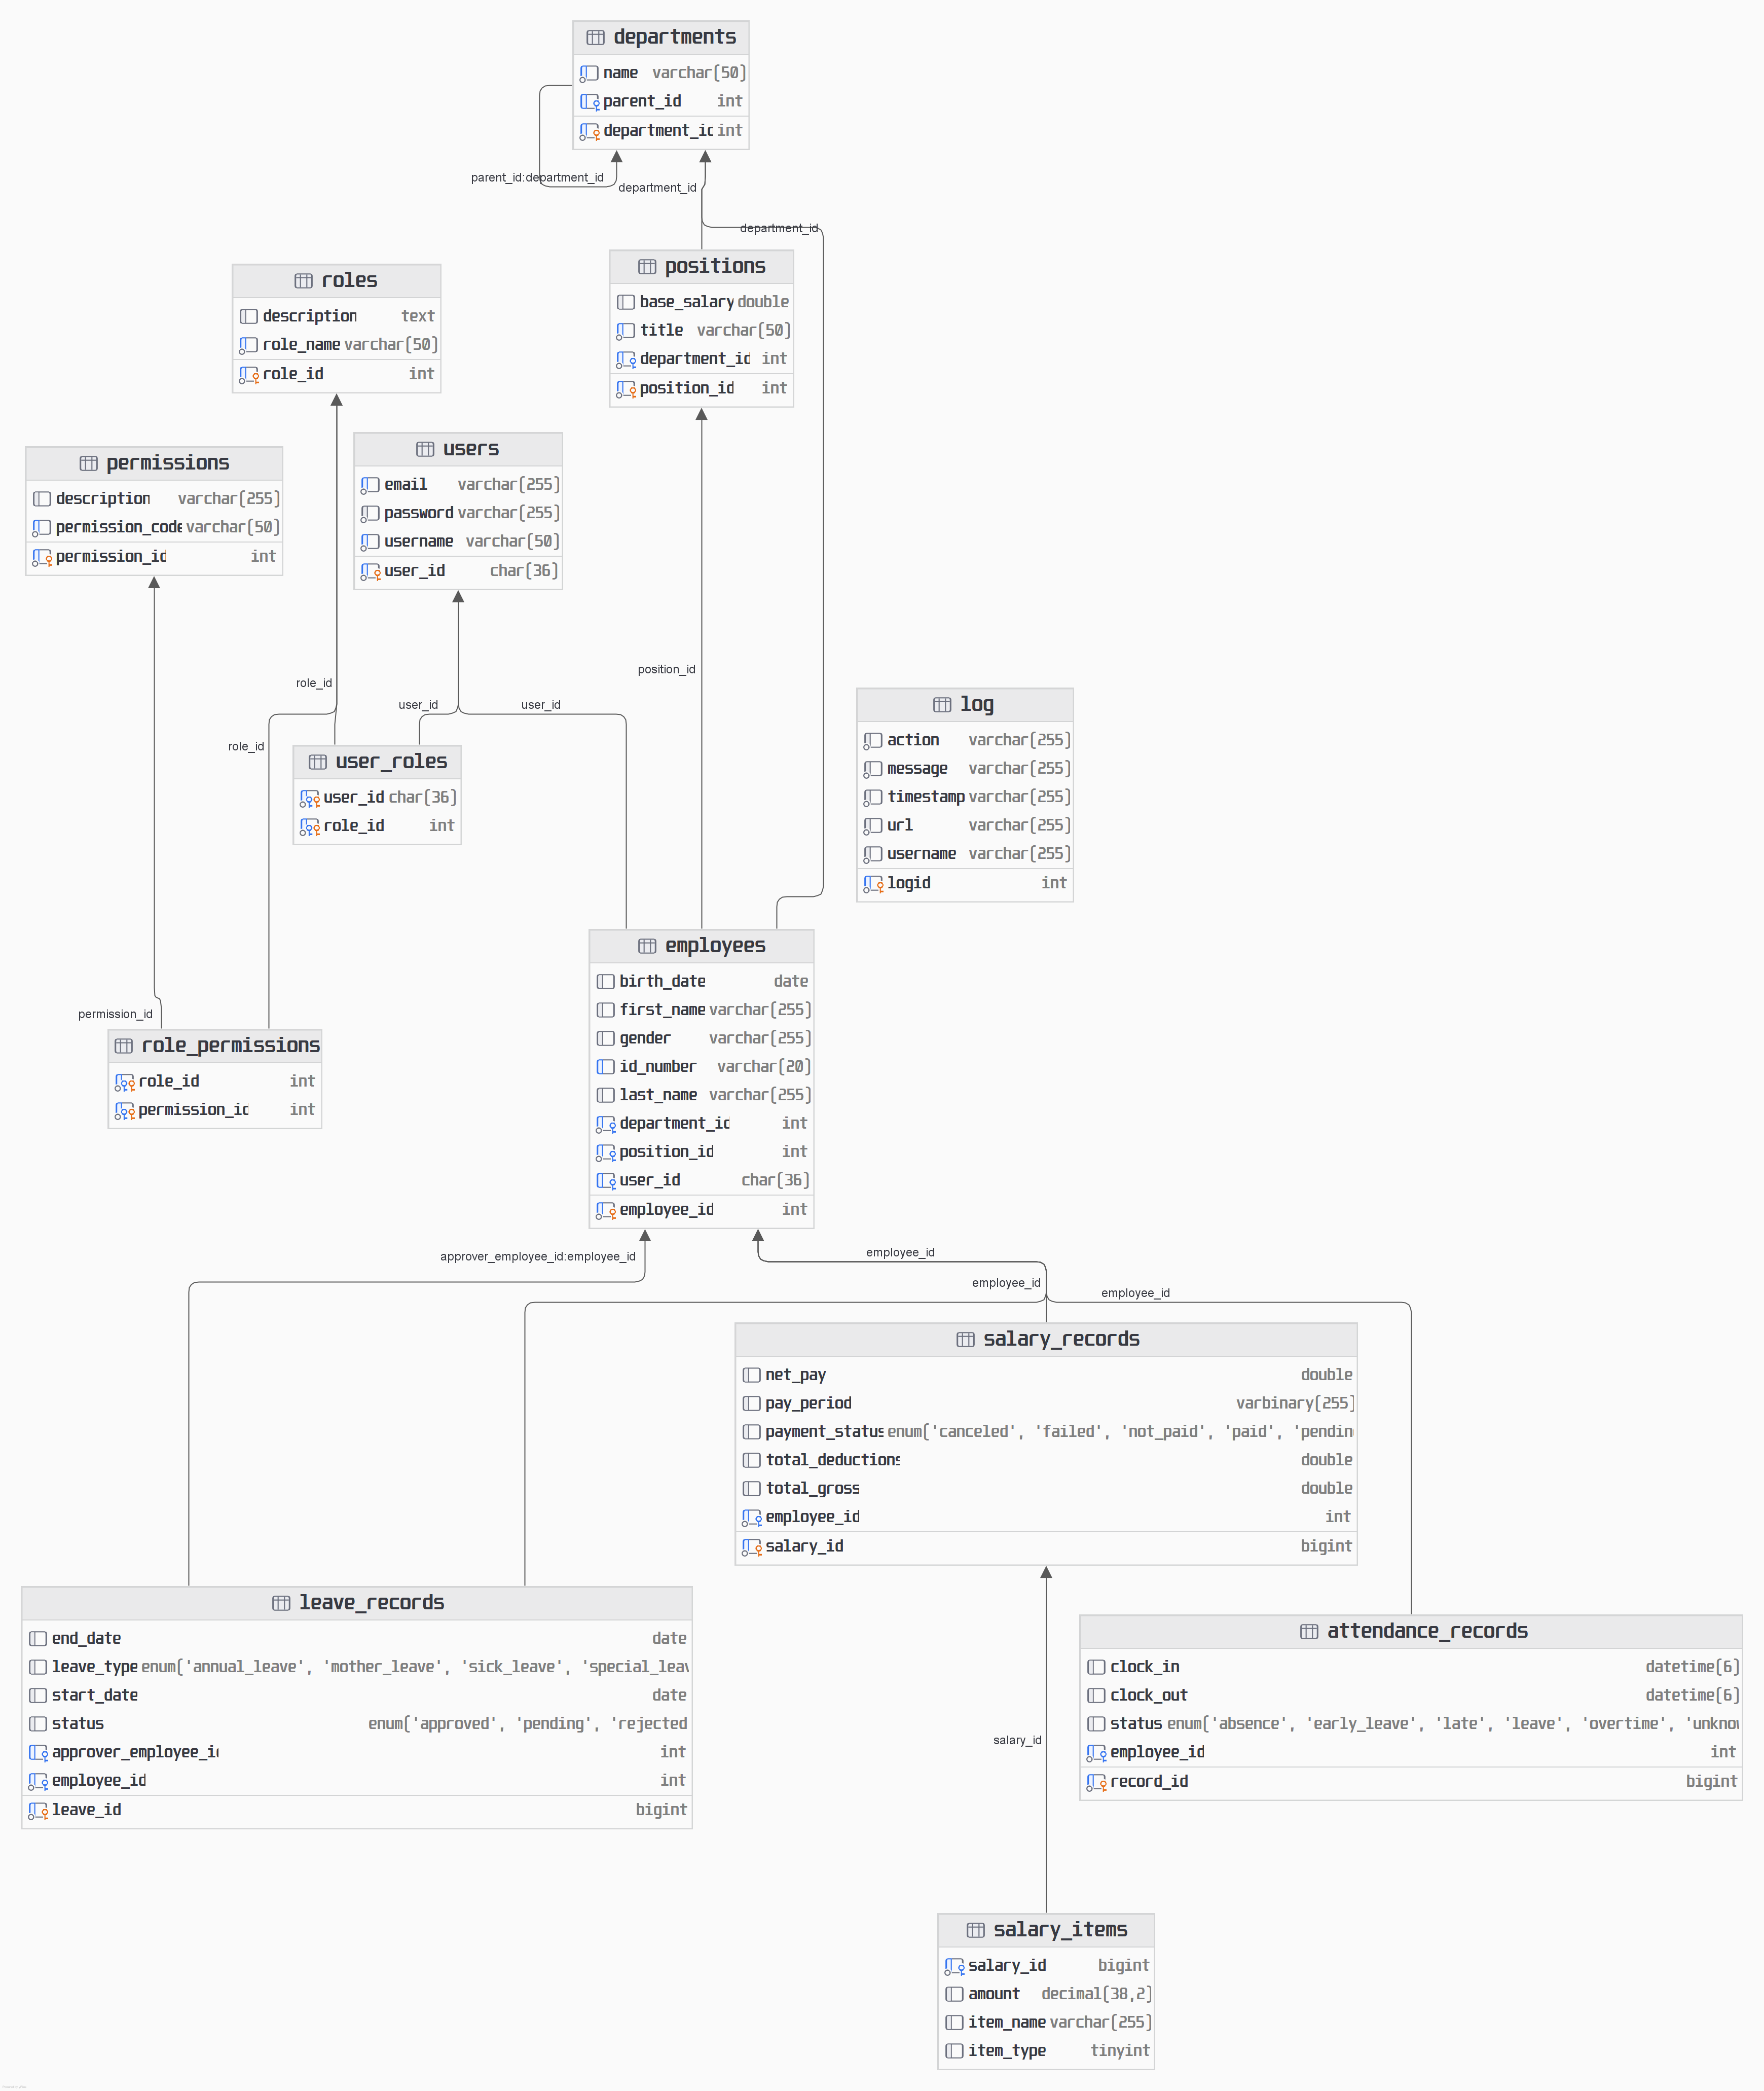 departments
name varchar(50)
parent_id int
department_id int
parent_id:department_id
department_id
department_id
roles
description text
role_name varchar(50)
role_id int
positions
base_salary double
title varchar(50)
department_id int
position_id int
permissions
description varchar(255)
permission_code varchar(50)
permission_id int
users
email varchar(255)
password varchar(255)
username varchar(50)
user_id char(36)
role_id
user_id
user_id
position_id
role_id
user_roles
user_id char(36)
role_id int
log
action varchar(255)
message varchar(255)
timestamp varchar(255)
url varchar(255)
username varchar(255)
logid int
permission_id
role_permissions
role_id int
permission_id int
employees
birth_date date
first_name varchar(255)
gender varchar(255)
id_number varchar(20)
last_name varchar(255)
department_id int
position_id int
user_id char(36)
employee_id int
approver_employee_id:employee_id
employee_id
employee_id
employee_id
salary_records
net_pay double
pay_period varbinary(255)
payment_status enum('canceled', 'failed', 'not_paid', 'paid', 'pendin
total_deductions double
total_gross double
employee_id int
salary_id bigint
leave_records
end_date date
leave_type enum('annual_leave', 'mother_leave', 'sick_leave', 'special_leav
start_date date
status enum('approved', 'pending', 'rejected
approver_employee_id int
employee_id int
leave_id bigint
attendance_records
clock_in datetime(6)
clock_out datetime(6)
status enum('absence', 'early_leave', 'late', 'leave', 'overtime', 'unknow
employee_id int
record_id bigint
salary_id
salary_items
salary_id bigint
amount decimal(38,2)
item_name varchar(255)
item_type tinyint